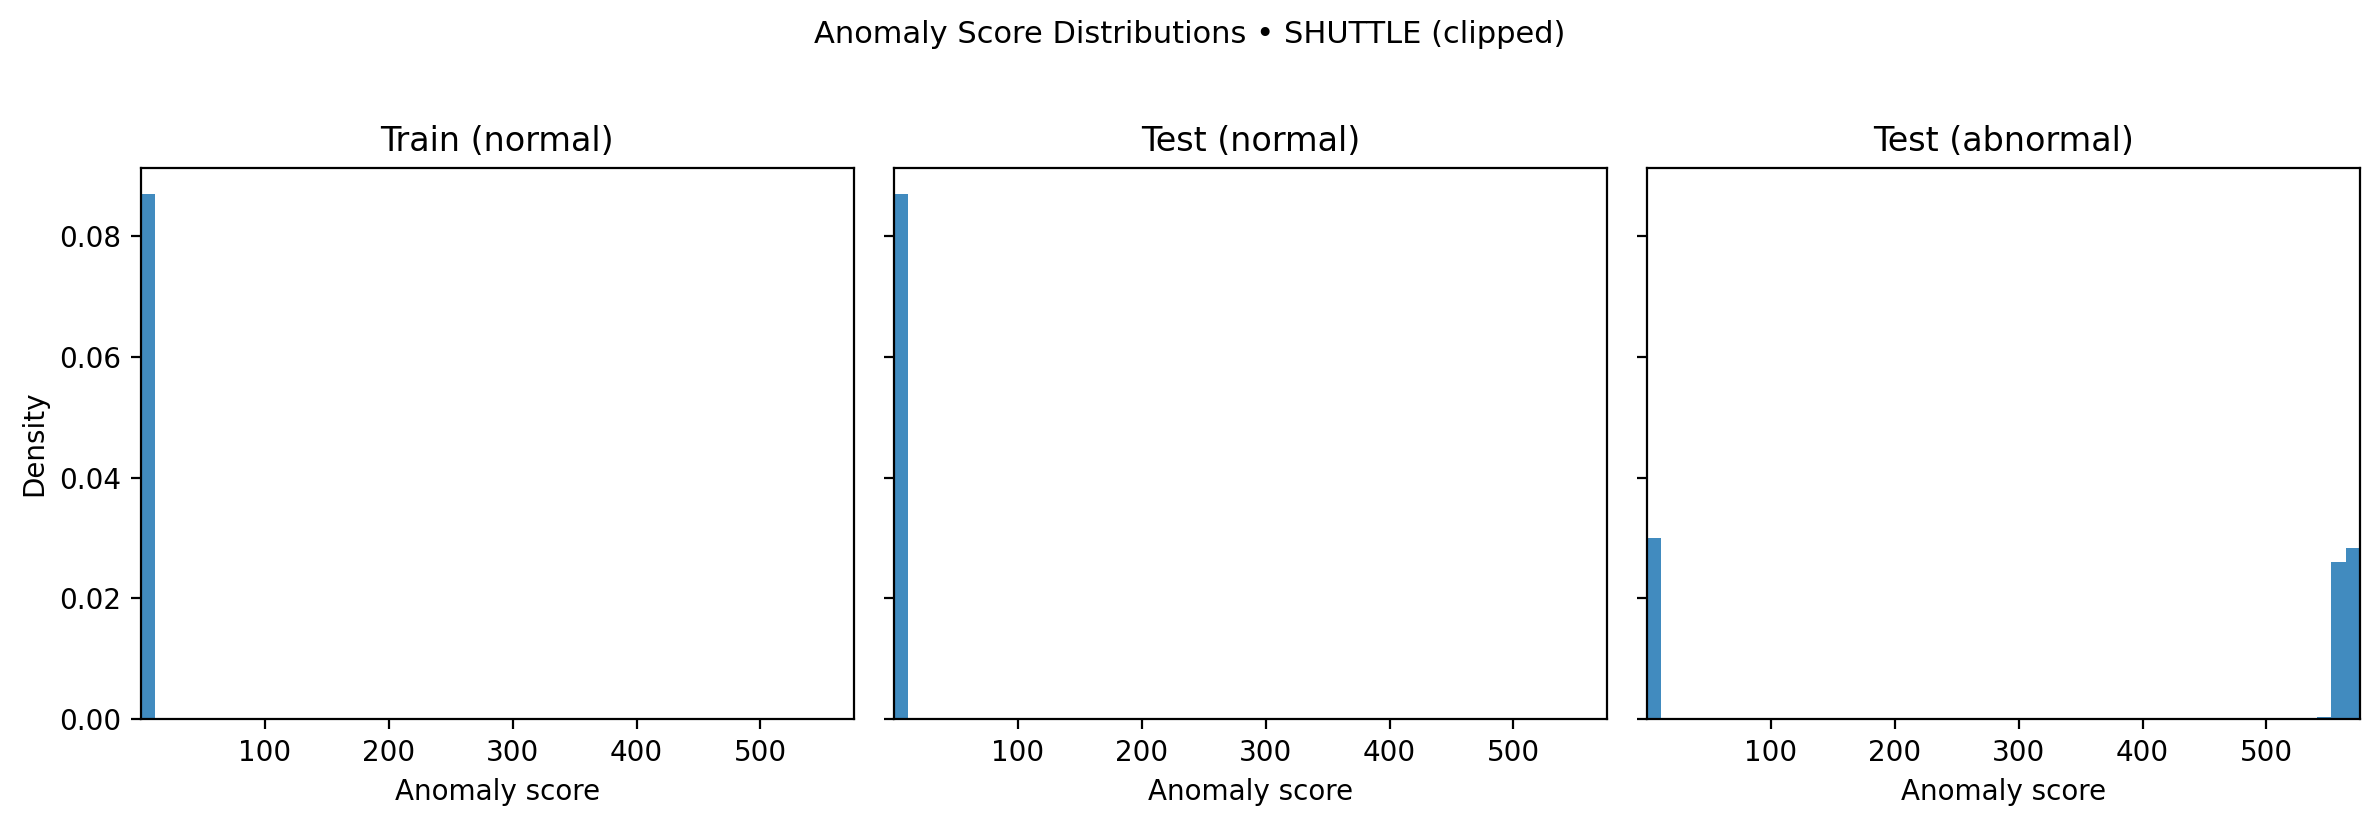 Anomaly Score Distributions • SHUTTLE (clipped)
Train (normal)
Test (normal)
Test (abnormal)
Density
0.08
0.06
0.04
0.02
0.00
100 200 300 400 500
100 200 300 400 500
100 200 300 400 500
Anomaly score
Anomaly score
Anomaly score